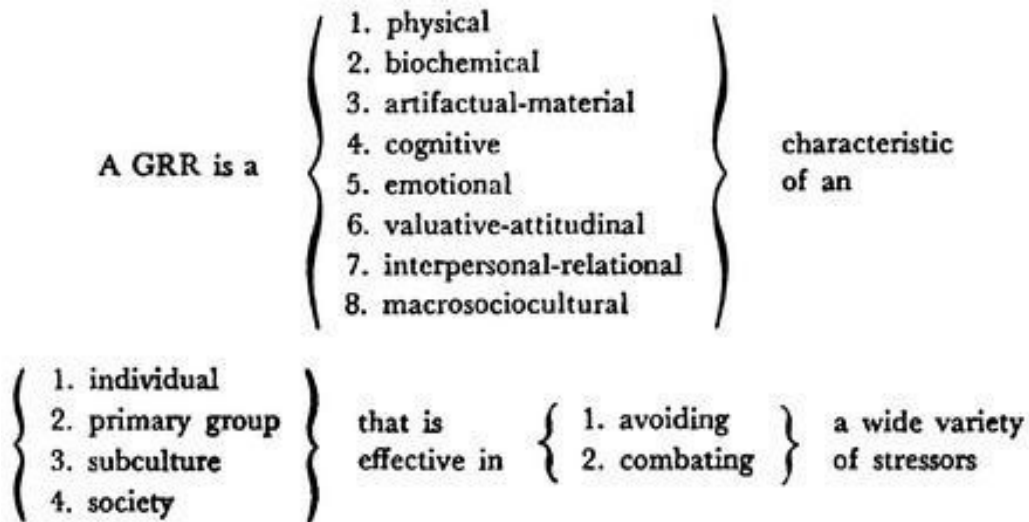 1. physical
2. biochemical
3. artifactual-material
A GRR is a
4. cognitive
characteristic
5. emotional
of an
6. valuative-attitudinal
7. interpersonal-relational
8. macrosociocultural
1. individual
2. primary group
3. subculture
4. society
that is
effective in
1. avoiding
2. combating
a wide variety
of stressors